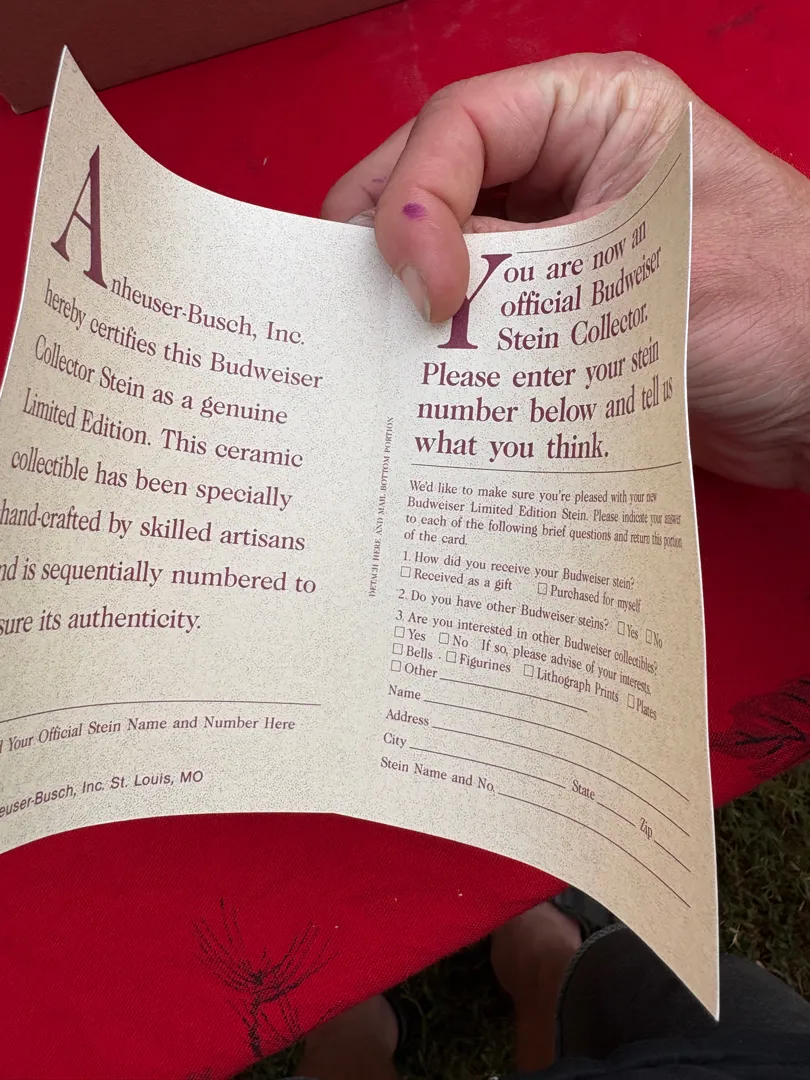 Anheuser-Busch, Inc.
hereby certifies this Budweiser
Collector Stein as a genuine
Limited Edition. This ceramic
collectible has been specially
hand-crafted by skilled artisans
nd is sequentially numbered to
sure its authenticity.
Your Official Stein Name and Number Here
euser-Busch, Inc. St. Louis, MO
DETACH HERE AND MAIL BOTTOM PORTION
You are now an
official Budweiser
Stein Collector.
Please enter your stein
number below and tell us
what you think.
We'd like to make sure you're pleased with your new
Budweiser Limited Edition Stein. Please indicate your answer
to each of the following brief questions and return this portion
of the card.
1. How did you receive your Budweiser stein?
☐ Received as a gift ☐ Purchased for myself
2. Do you have other Budweiser steins? ☐ Yes ☐ No
3. Are you interested in other Budweiser collectibles?
☐ Yes ☐ No If so, please advise of your interests.
☐ Bells ☐ Figurines ☐ Lithograph Prints ☐ Plates
☐ Other
Name
Address
City State Zip
Stein Name and No.